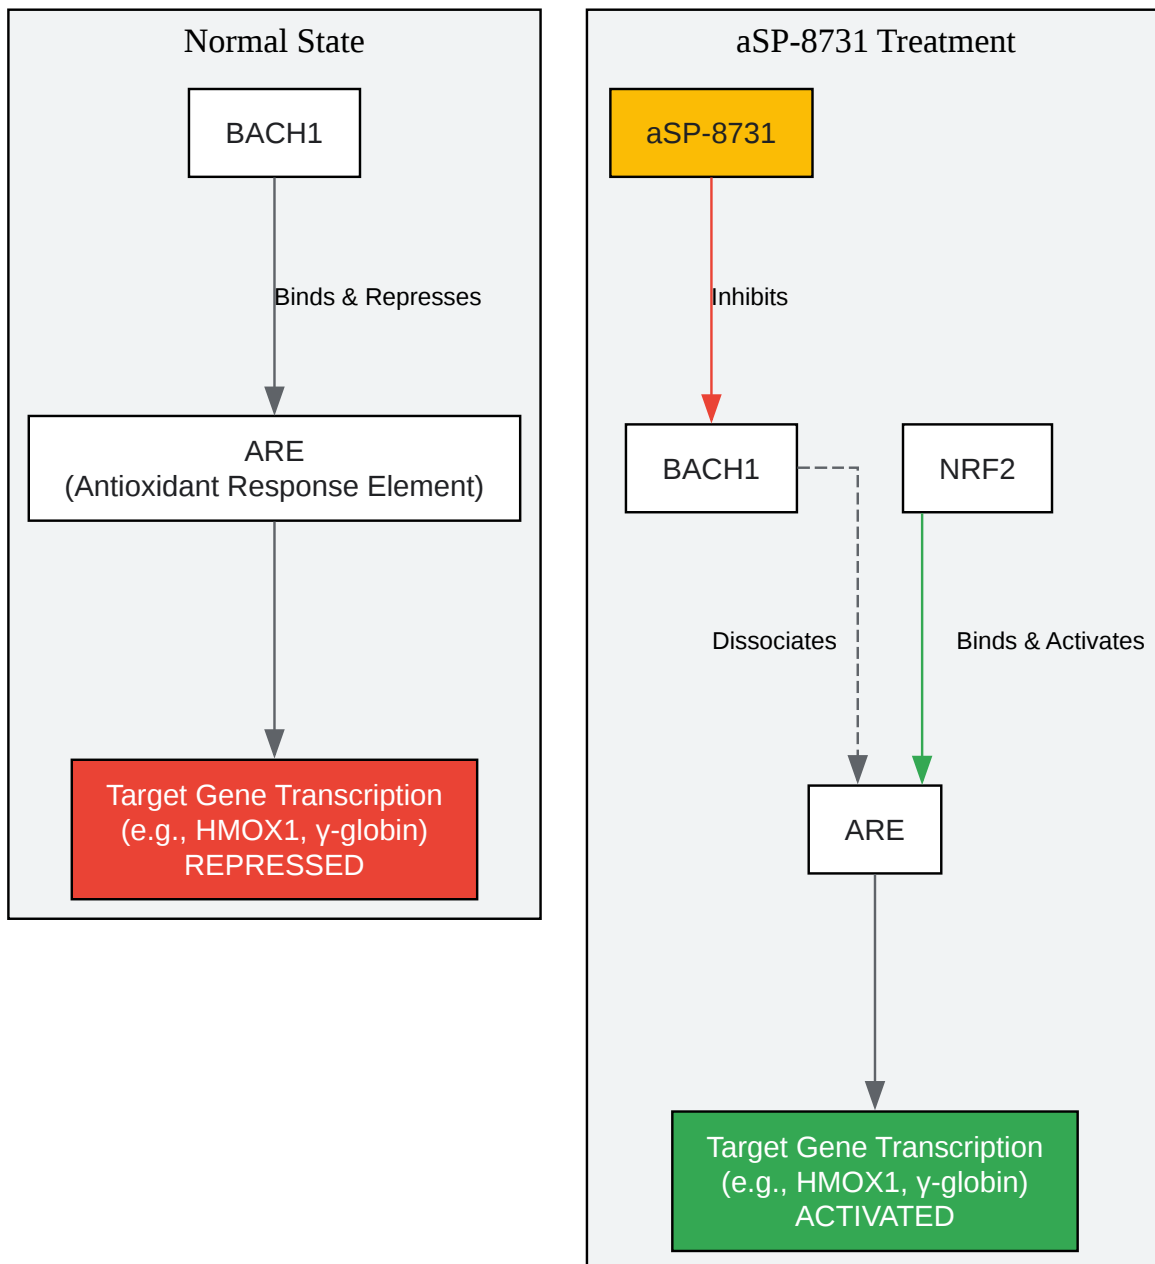 Normal State
BACH1
Binds & Represses
ARE
(Antioxidant Response Element)
Target Gene Transcription
(e.g., HMOX1, γ-globin)
REPRESSED
aSP-8731 Treatment
aSP-8731
Inhibits
BACH1
NRF2
Dissociates
Binds & Activates
ARE
Target Gene Transcription
(e.g., HMOX1, γ-globin)
ACTIVATED